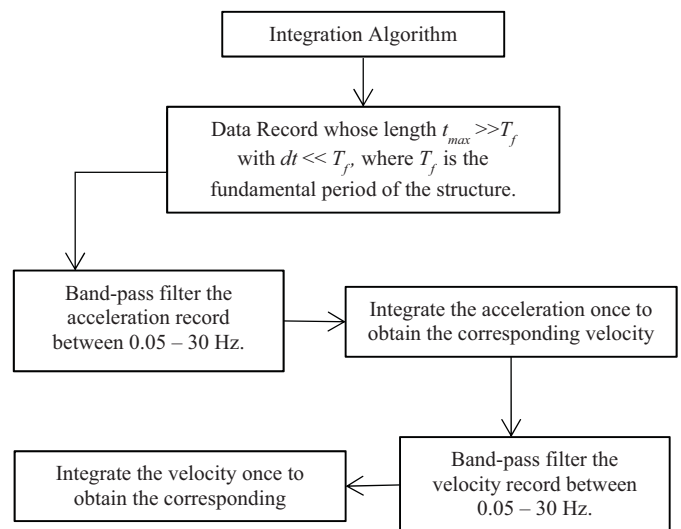 Integration Algorithm
Data Record whose length t_max >>T_f
with dt << T_f, where T_f is the
fundamental period of the structure.
Band-pass filter the
acceleration record
between 0.05 – 30 Hz.
Integrate the acceleration once to
obtain the corresponding velocity
Band-pass filter the
velocity record between
0.05 – 30 Hz.
Integrate the velocity once to
obtain the corresponding